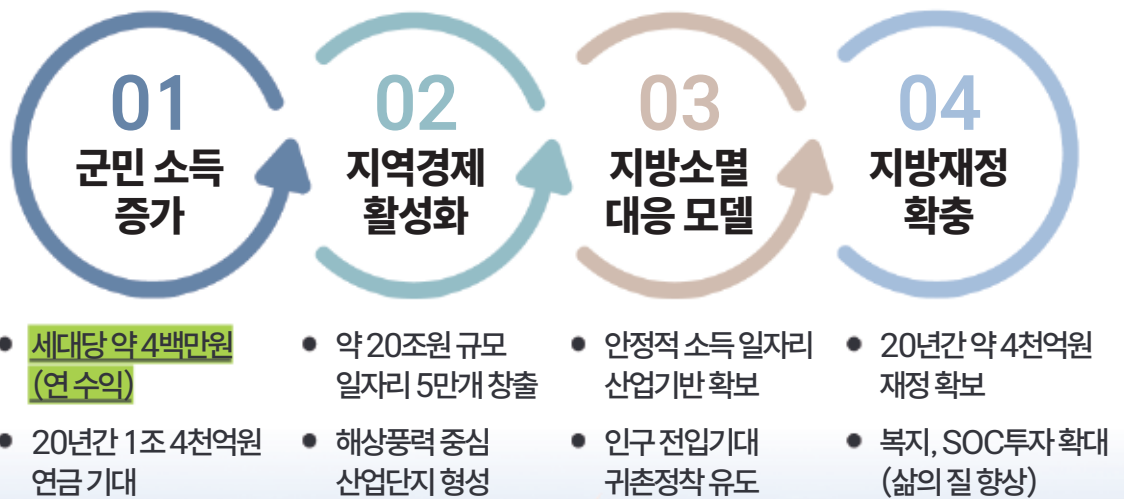 01
군민 소득
증가
02
지역경제
활성화
03
지방소멸
대응 모델
04
지방재정
확충
세대당 약 4백만원
(연 수익)
20년간 1조 4천억원
연금 기대
약 20조원 규모
일자리 5만개 창출
해상풍력 중심
산업단지 형성
안정적 소득 일자리
산업기반 확보
인구 전입기대
귀촌정착 유도
20년간 약 4천억원
재정 확보
복지, SOC투자 확대
(삶의 질 향상)